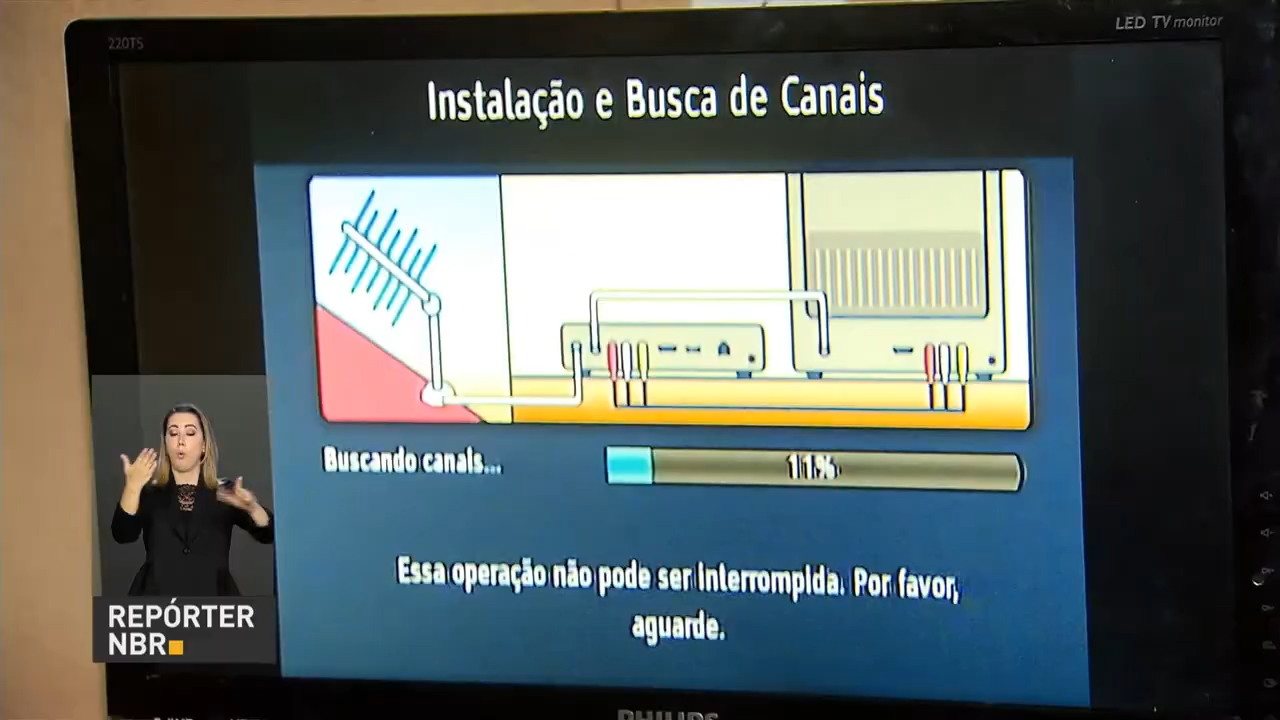 220TS
LED TV monitor
Instalação e Busca de Canais
Buscando canais...
11%
Essa operação não pode ser interrompida. Por favor,
aguarde.
REPÓRTER
NBR
PHILIPS